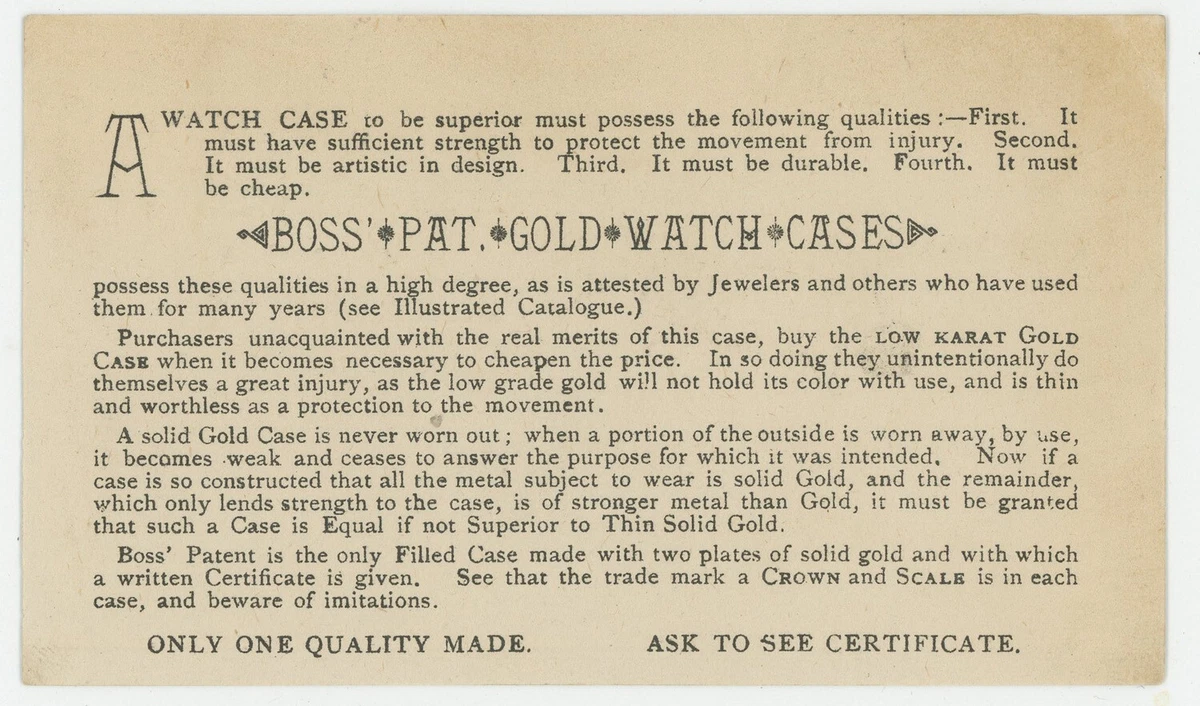 A WATCH CASE to be superior must possess the following qualities :—First. It
must have sufficient strength to protect the movement from injury. Second.
It must be artistic in design. Third. It must be durable. Fourth. It must
be cheap.
BOSS' PAT. GOLD WATCH CASES
possess these qualities in a high degree, as is attested by Jewelers and others who have used
them for many years (see Illustrated Catalogue.)
Purchasers unacquainted with the real merits of this case, buy the LOW KARAT GOLD
CASE when it becomes necessary to cheapen the price. In so doing they unintentionally do
themselves a great injury, as the low grade gold will not hold its color with use, and is thin
and worthless as a protection to the movement.
A solid Gold Case is never worn out; when a portion of the outside is worn away, by use,
it becomes weak and ceases to answer the purpose for which it was intended. Now if a
case is so constructed that all the metal subject to wear is solid Gold, and the remainder,
which only lends strength to the case, is of stronger metal than Gold, it must be granted
that such a Case is Equal if not Superior to Thin Solid Gold.
Boss' Patent is the only Filled Case made with two plates of solid gold and with which
a written Certificate is given. See that the trade mark a CROWN and SCALE is in each
case, and beware of imitations.
ONLY ONE QUALITY MADE. ASK TO SEE CERTIFICATE.